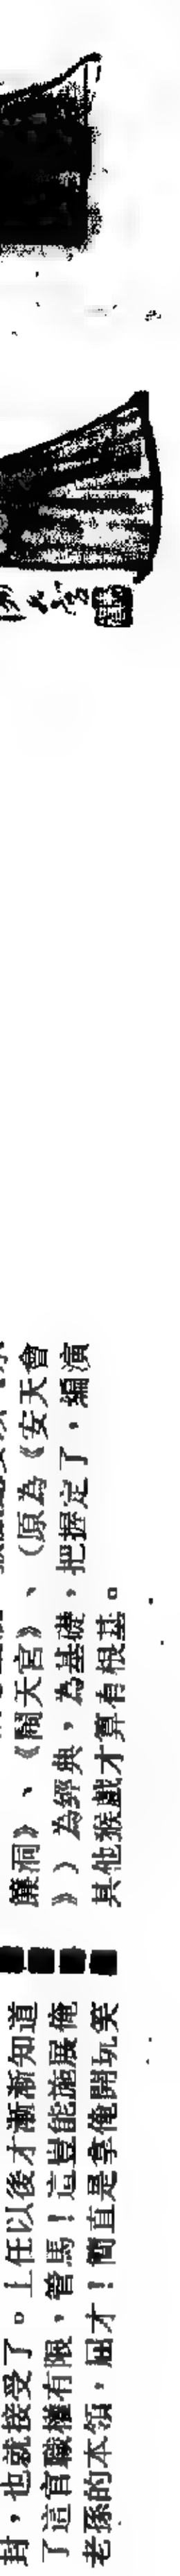 封，也就接受了。上任以後才漸漸知道
了這官職權有限，管馬！這豈能施展俺
老孫的本領，屈才！簡直是拿俺開玩笑
簾洞》、《鬧天宮》、（原為《安天會
》）為經典，為基礎，把握定了，編演
其他猴戲才算有根基。